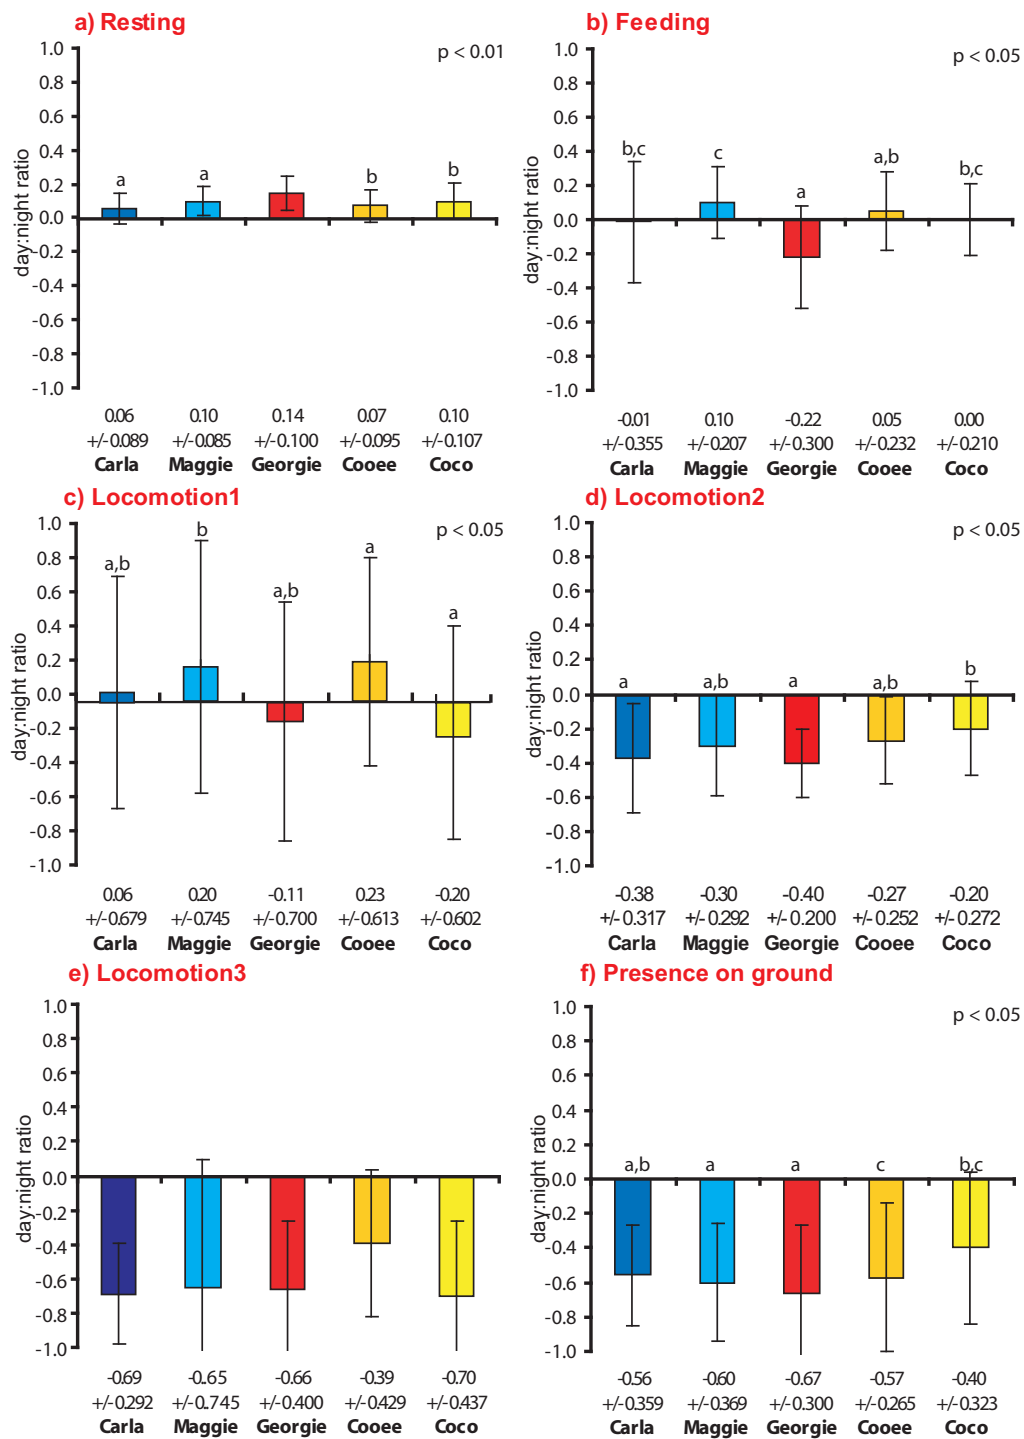 a) Resting
p < 0.01
day:night ratio
1.0
0.8
0.6
0.4
0.2
0.0
-0.2
-0.4
-0.6
-0.8
-1.0
a
a
b
b
0.06 0.10 0.14 0.07 0.10
+/-0.089 +/-0.085 +/-0.100 +/-0.095 +/-0.107
Carla Maggie Georgie Cooee Coco
b) Feeding
p < 0.05
day:night ratio
1.0
0.8
0.6
0.4
0.2
0.0
-0.2
-0.4
-0.6
-0.8
-1.0
b,c
c
a
a,b
b,c
-0.01 0.10 -0.22 0.05 0.00
+/-0.355 +/-0.207 +/-0.300 +/-0.232 +/-0.210
Carla Maggie Georgie Cooee Coco
c) Locomotion1
p < 0.05
day:night ratio
1.0
0.8
0.6
0.4
0.2
0.0
-0.2
-0.4
-0.6
-0.8
-1.0
a,b
b
a,b
a
a
0.06 0.20 -0.11 0.23 -0.20
+/-0.679 +/-0.745 +/-0.700 +/-0.613 +/-0.602
Carla Maggie Georgie Cooee Coco
d) Locomotion2
p < 0.05
day:night ratio
1.0
0.8
0.6
0.4
0.2
0.0
-0.2
-0.4
-0.6
-0.8
-1.0
a
a,b
a
a,b
b
-0.38 -0.30 -0.40 -0.27 -0.20
+/-0.317 +/-0.292 +/-0.200 +/-0.252 +/-0.272
Carla Maggie Georgie Cooee Coco
e) Locomotion3
day:night ratio
1.0
0.8
0.6
0.4
0.2
0.0
-0.2
-0.4
-0.6
-0.8
-1.0
-0.69 -0.65 -0.66 -0.39 -0.70
+/-0.292 +/-0.745 +/-0.400 +/-0.429 +/-0.437
Carla Maggie Georgie Cooee Coco
f) Presence on ground
p < 0.05
day:night ratio
1.0
0.8
0.6
0.4
0.2
0.0
-0.2
-0.4
-0.6
-0.8
-1.0
a,b
a
a
c
b,c
-0.56 -0.60 -0.67 -0.57 -0.40
+/-0.359 +/-0.369 +/-0.300 +/-0.265 +/-0.323
Carla Maggie Georgie Cooee Coco